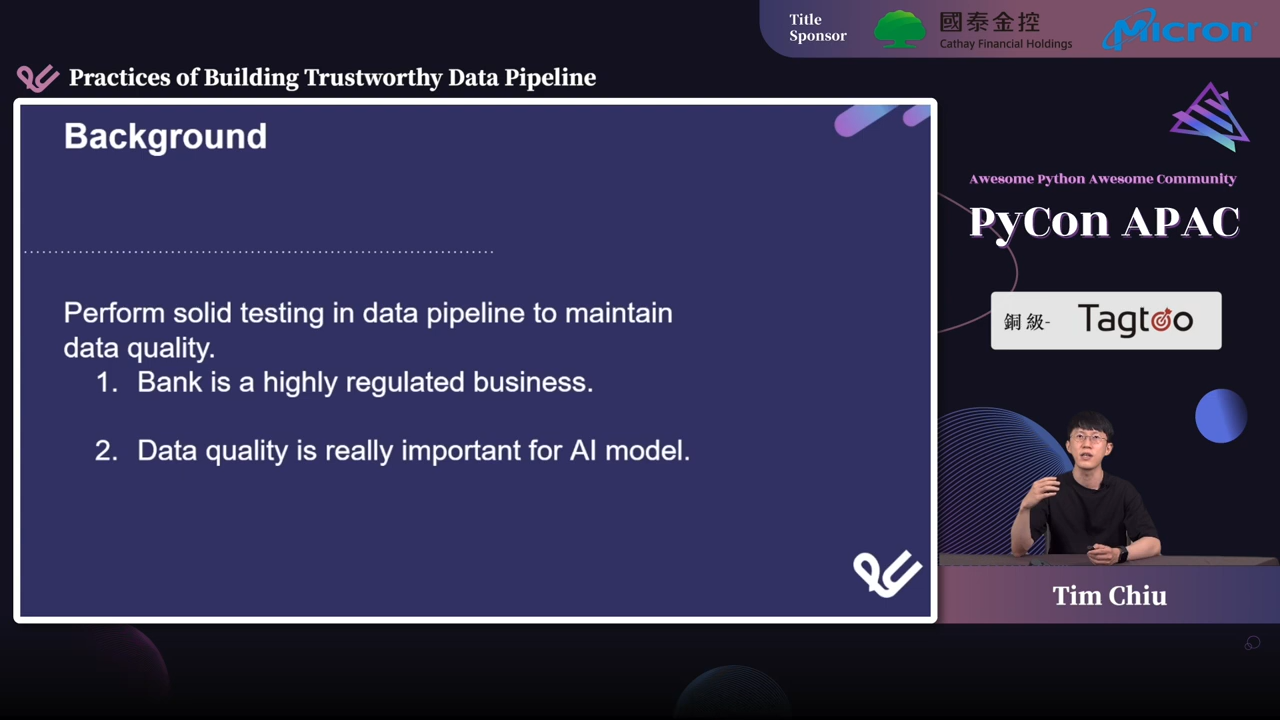 Title
Sponsor
國泰金控
Cathay Financial Holdings
Micron
Practices of Building Trustworthy Data Pipeline
Background
Perform solid testing in data pipeline to maintain
data quality.
1. Bank is a highly regulated business.
2. Data quality is really important for AI model.
Awesome Python Awesome Community
PyCon APAC
銅級- Tagtoo
Tim Chiu